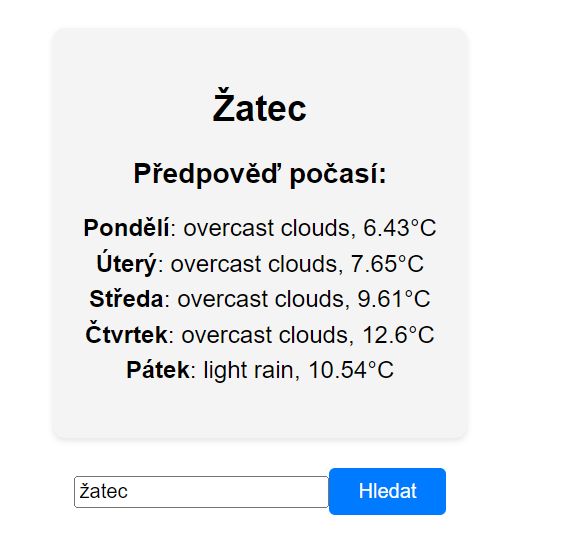 Žatec
Předpověď počasí:
Pondělí: overcast clouds, 6.43°C
Úterý: overcast clouds, 7.65°C
Středa: overcast clouds, 9.61°C
Čtvrtek: overcast clouds, 12.6°C
Pátek: light rain, 10.54°C
žatec Hledat